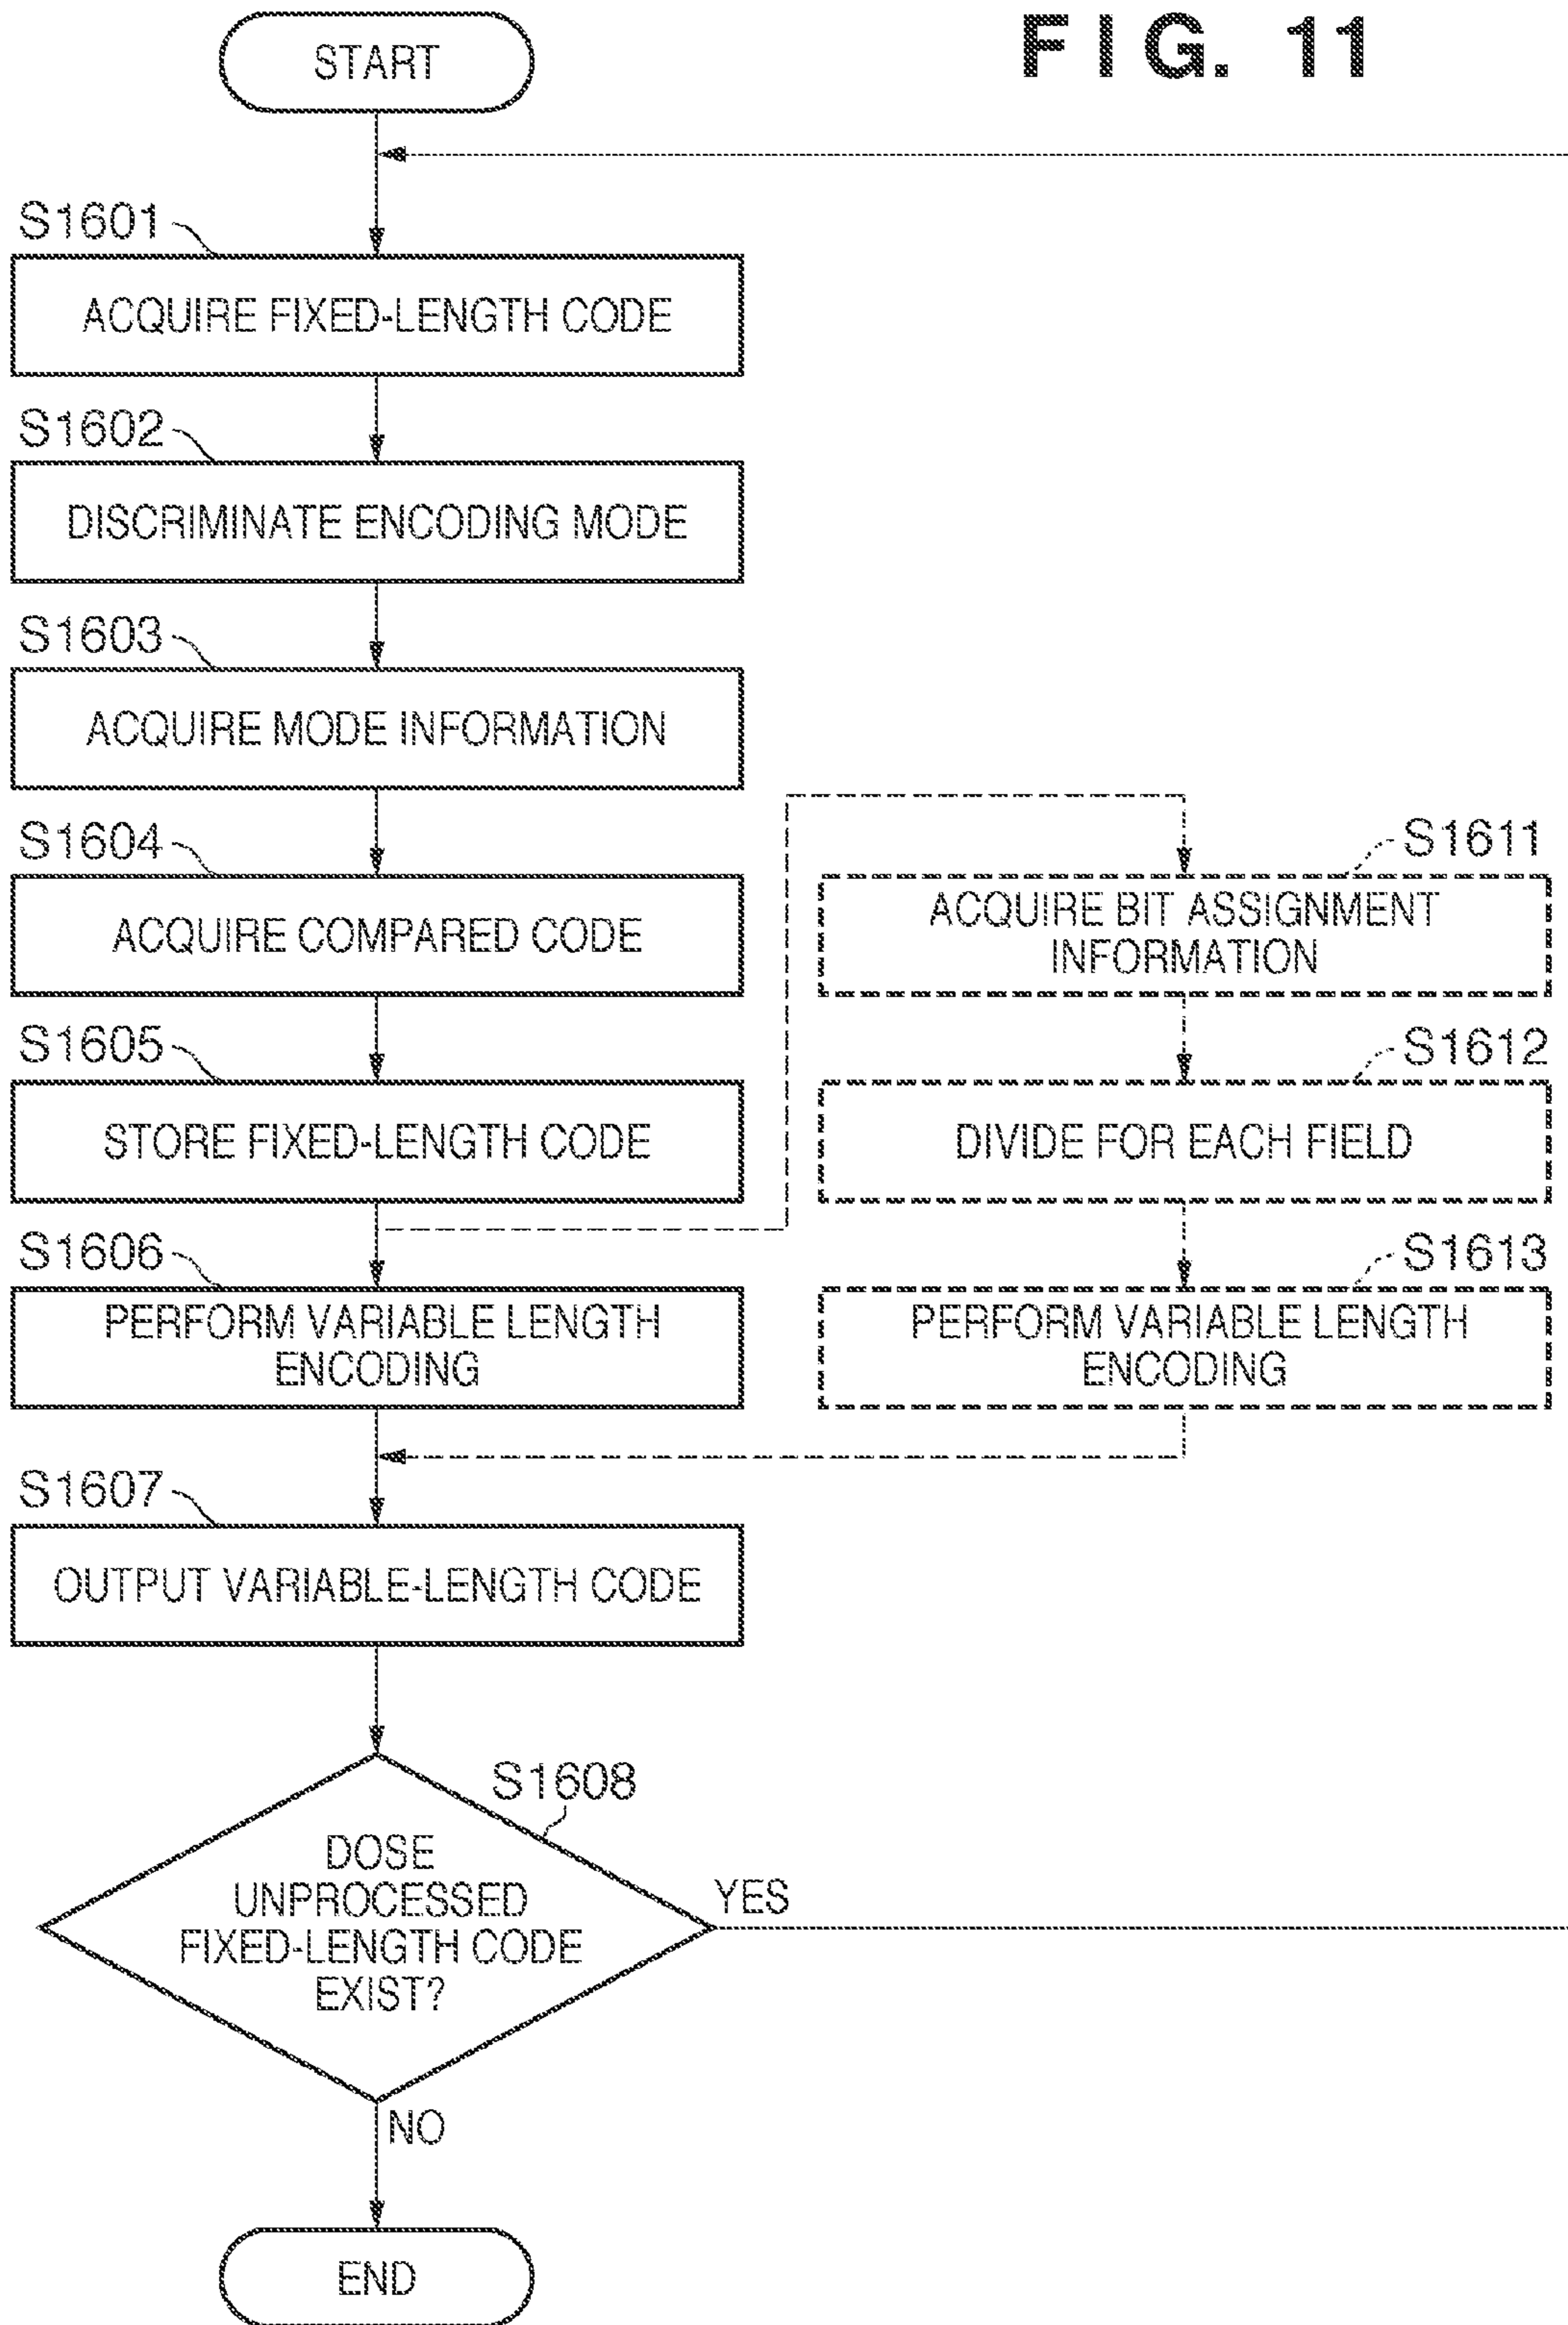 FIG. 11
START
S1601
ACQUIRE FIXED-LENGTH CODE
S1602
DISCRIMINATE ENCODING MODE
S1603
ACQUIRE MODE INFORMATION
S1604
ACQUIRE COMPARED CODE
S1605
STORE FIXED-LENGTH CODE
S1606
PERFORM VARIABLE LENGTH
ENCODING
S1611
ACQUIRE BIT ASSIGNMENT
INFORMATION
S1612
DIVIDE FOR EACH FIELD
S1613
PERFORM VARIABLE LENGTH
ENCODING
S1607
OUTPUT VARIABLE-LENGTH CODE
S1608
DOSE
UNPROCESSED
FIXED-LENGTH CODE
EXIST?
YES
NO
END